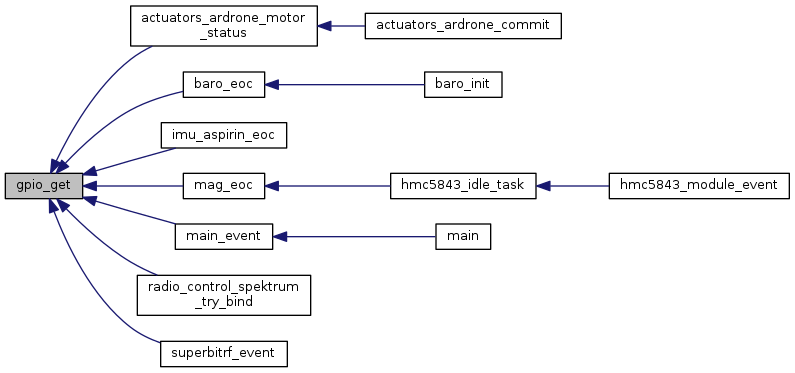 actuators_ardrone_motor
_status
actuators_ardrone_commit
baro_eoc
baro_init
imu_aspirin_eoc
gpio_get
mag_eoc
hmc5843_idle_task
hmc5843_module_event
main_event
main
radio_control_spektrum
_try_bind
superbitrf_event